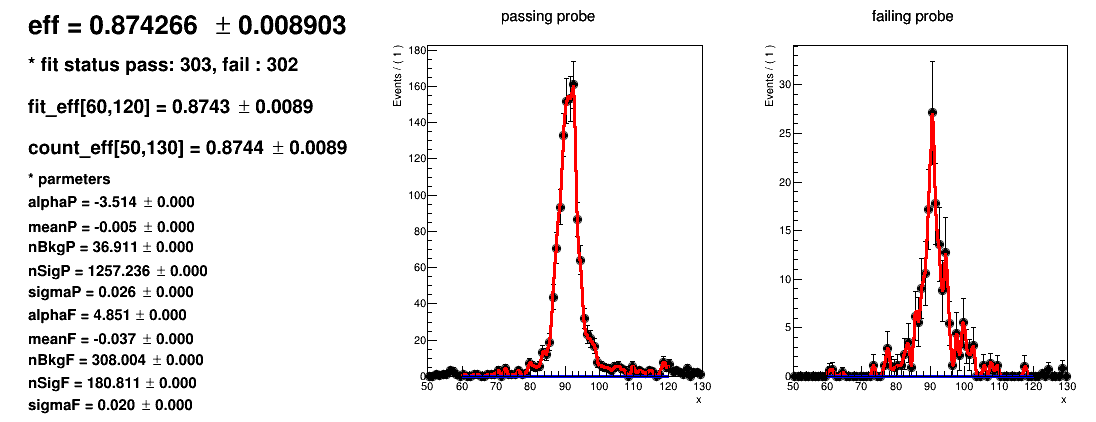 eff = 0.874266 ± 0.008903
* fit status pass: 303, fail : 302
fit_eff[60,120] = 0.8743 ± 0.0089
count_eff[50,130] = 0.8744 ± 0.0089
* parmeters
alphaP = -3.514 ± 0.000
meanP = -0.005 ± 0.000
nBkgP = 36.911 ± 0.000
nSigP = 1257.236 ± 0.000
sigmaP = 0.026 ± 0.000
alphaF = 4.851 ± 0.000
meanF = -0.037 ± 0.000
nBkgF = 308.004 ± 0.000
nSigF = 180.811 ± 0.000
sigmaF = 0.020 ± 0.000
passing probe
Events / ( 1 )
180
160
140
120
100
80
60
40
20
0
50 60 70 80 90 100 110 120 130
x
failing probe
Events / ( 1 )
30
25
20
15
10
5
0
50 60 70 80 90 100 110 120 130
x